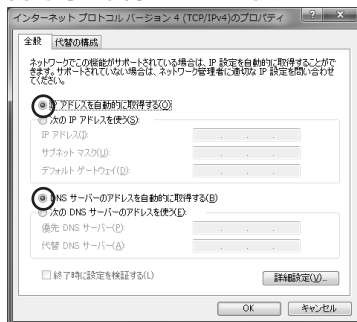 インターネット プロトコル バージョン 4 (TCP/IPv4)のプロパティ
全般 代替の構成
ネットワークでこの機能がサポートされている場合は、IP 設定を自動的に取得することがで
きます。サポートされていない場合は、ネットワーク管理者に適切な IP 設定を問い合わせ
てください。
IP アドレスを自動的に取得する(O)
次の IP アドレスを使う(S):
IP アドレス(I):
サブネット マスク(U):
デフォルト ゲートウェイ(D):
DNS サーバーのアドレスを自動的に取得する(B)
次の DNS サーバーのアドレスを使う(E):
優先 DNS サーバー(P):
代替 DNS サーバー(A):
終了時に設定を検証する(L)
詳細設定(V)...
OK キャンセル